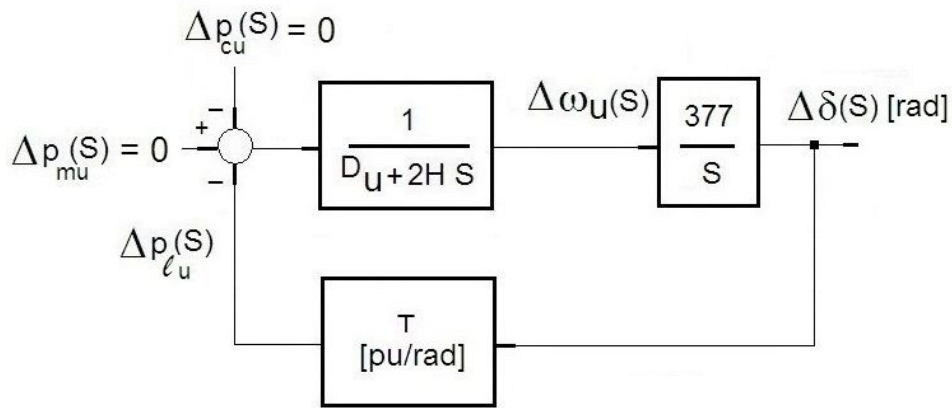 Δp_cu(S) = 0
Δp_mu(S) = 0
−
+
−
1
D_u + 2H S
Δω_u(S)
377
S
Δδ(S) [rad]
Δp_ℓu(S)
T
[pu/rad]